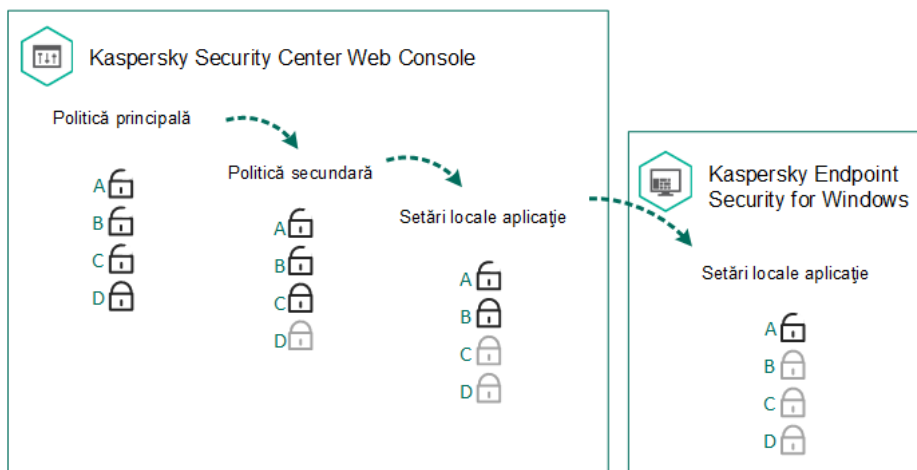 Kaspersky Security Center Web Console
Politică principală
A
B
C
D
Politică secundară
A
B
C
D
Setări locale aplicaţie
A
B
C
D
Kaspersky Endpoint
Security for Windows
Setări locale aplicaţie
A
B
C
D